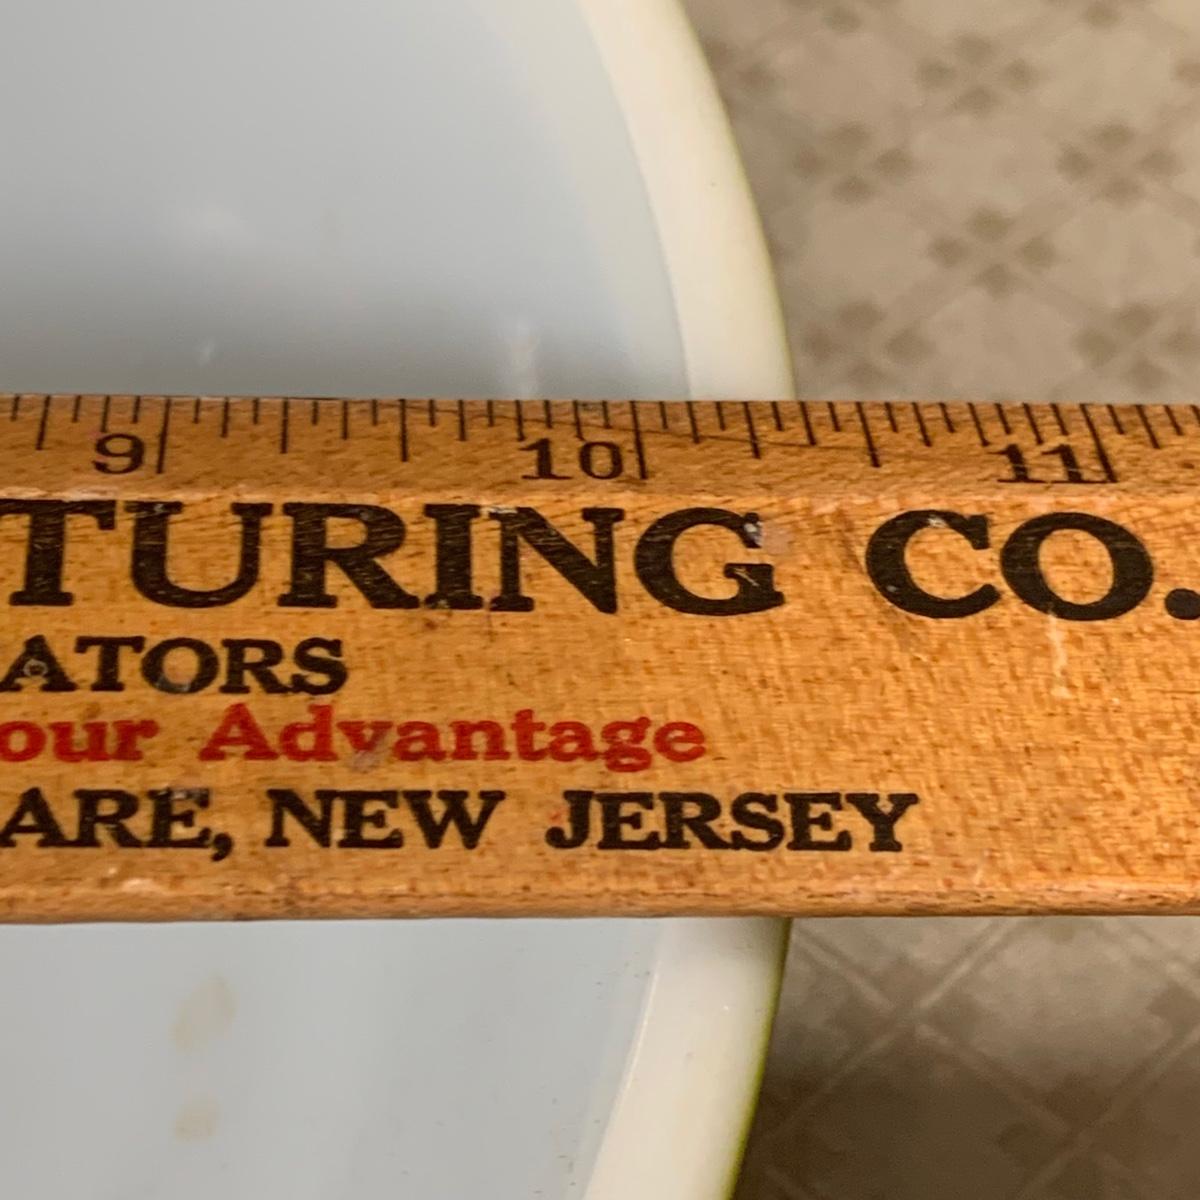 9 10 11
TURING CO.
ATORS
our Advantage
ARE, NEW JERSEY